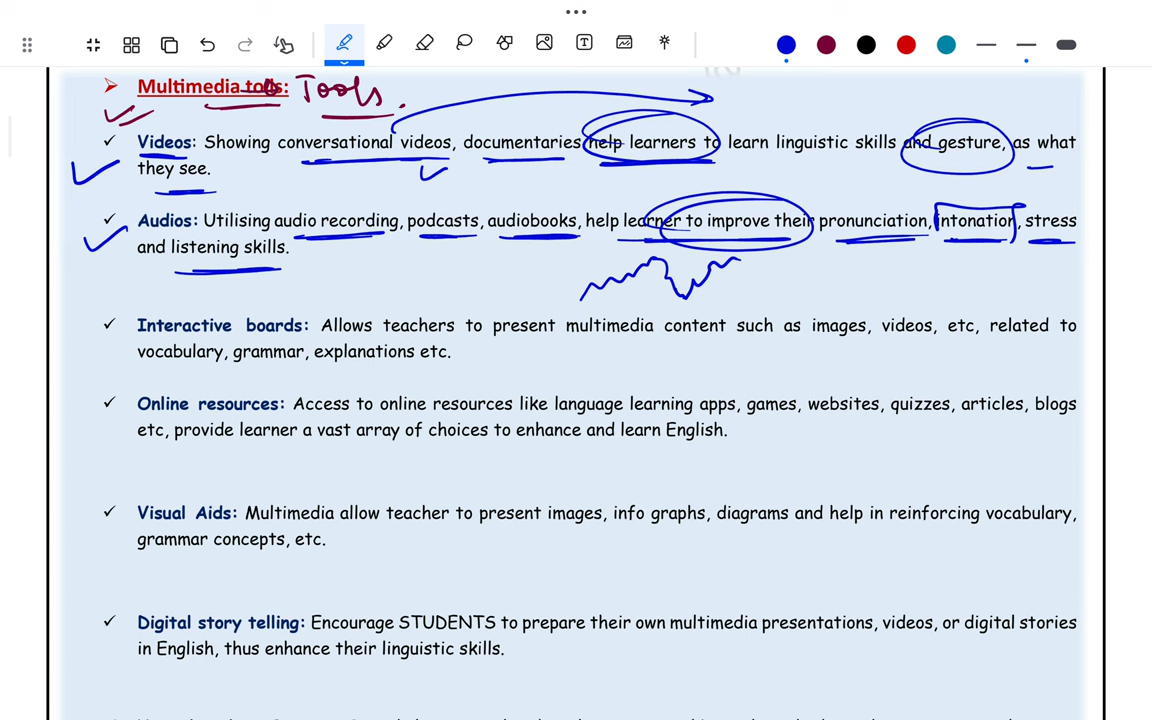 ➢ Multimedia tools: Tools.
✓ Videos: Showing conversational videos, documentaries help learners to learn linguistic skills and gesture, as what
they see.
✓ Audios: Utilising audio recording, podcasts, audiobooks, help learner to improve their pronunciation, intonation, stress
and listening skills.
✓ Interactive boards: Allows teachers to present multimedia content such as images, videos, etc, related to
vocabulary, grammar, explanations etc.
✓ Online resources: Access to online resources like language learning apps, games, websites, quizzes, articles, blogs
etc, provide learner a vast array of choices to enhance and learn English.
✓ Visual Aids: Multimedia allow teacher to present images, info graphs, diagrams and help in reinforcing vocabulary,
grammar concepts, etc.
✓ Digital story telling: Encourage STUDENTS to prepare their own multimedia presentations, videos, or digital stories
in English, thus enhance their linguistic skills.